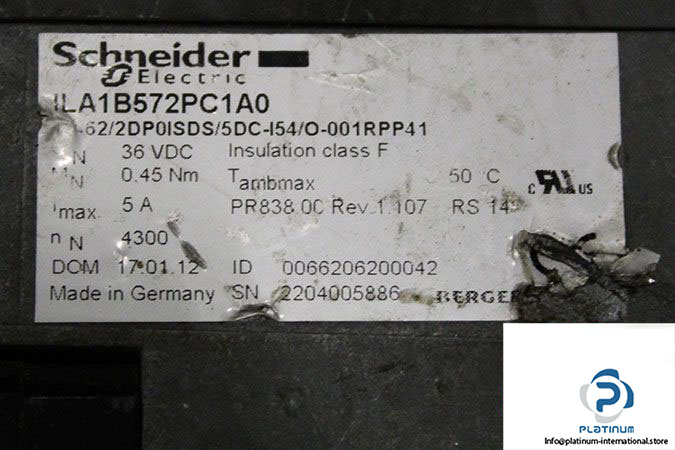 Schneider
Electric
ILA1B572PC1A0
-62/2DP0ISDS/5DC-I54/O-001RPP41
N 36 VDC Insulation class F
N 0.45 Nm Tambmax 50 °C
Imax. 5 A PR838.00 Rev.1.107 RS 14
n N 4300
c RU US
DOM 17.01.12 ID 0066206200042
Made in Germany SN 2204005886 BERGER
PLATINUM
Info@platinum-international.store